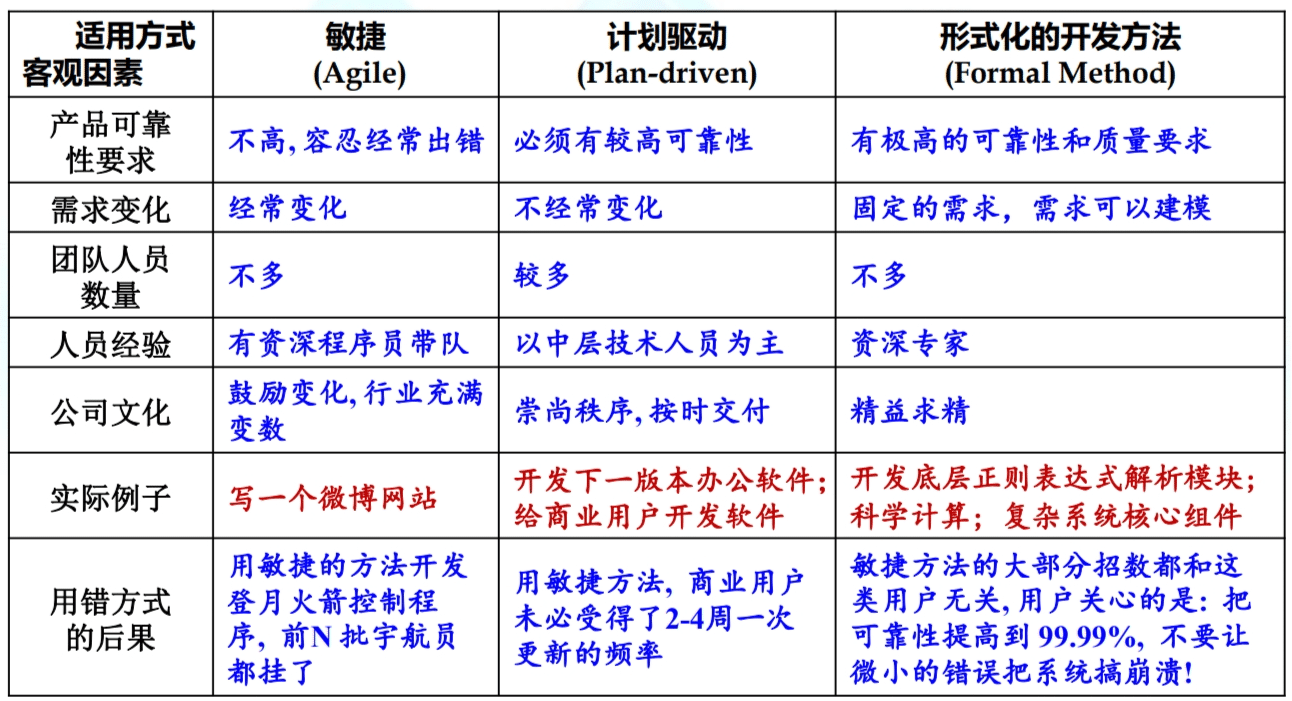 适用方式
客观因素
敏捷
(Agile)
计划驱动
(Plan-driven)
形式化的开发方法
(Formal Method)
产品可靠
性要求
不高, 容忍经常出错
必须有较高可靠性
有极高的可靠性和质量要求
需求变化
经常变化
不经常变化
固定的需求，需求可以建模
团队人员
数量
不多
较多
不多
人员经验
有资深程序员带队
以中层技术人员为主
资深专家
公司文化
鼓励变化, 行业充满
变数
崇尚秩序, 按时交付
精益求精
实际例子
写一个微博网站
开发下一版本办公软件；
给商业用户开发软件
开发底层正则表达式解析模块；
科学计算；复杂系统核心组件
用错方式
的后果
用敏捷的方法开发
登月火箭控制程
序, 前N 批宇航员
都挂了
用敏捷方法, 商业用户
未必受得了2-4周一次
更新的频率
敏捷方法的大部分招数都和这
类用户无关, 用户关心的是: 把
可靠性提高到 99.99%, 不要让
微小的错误把系统搞崩溃!